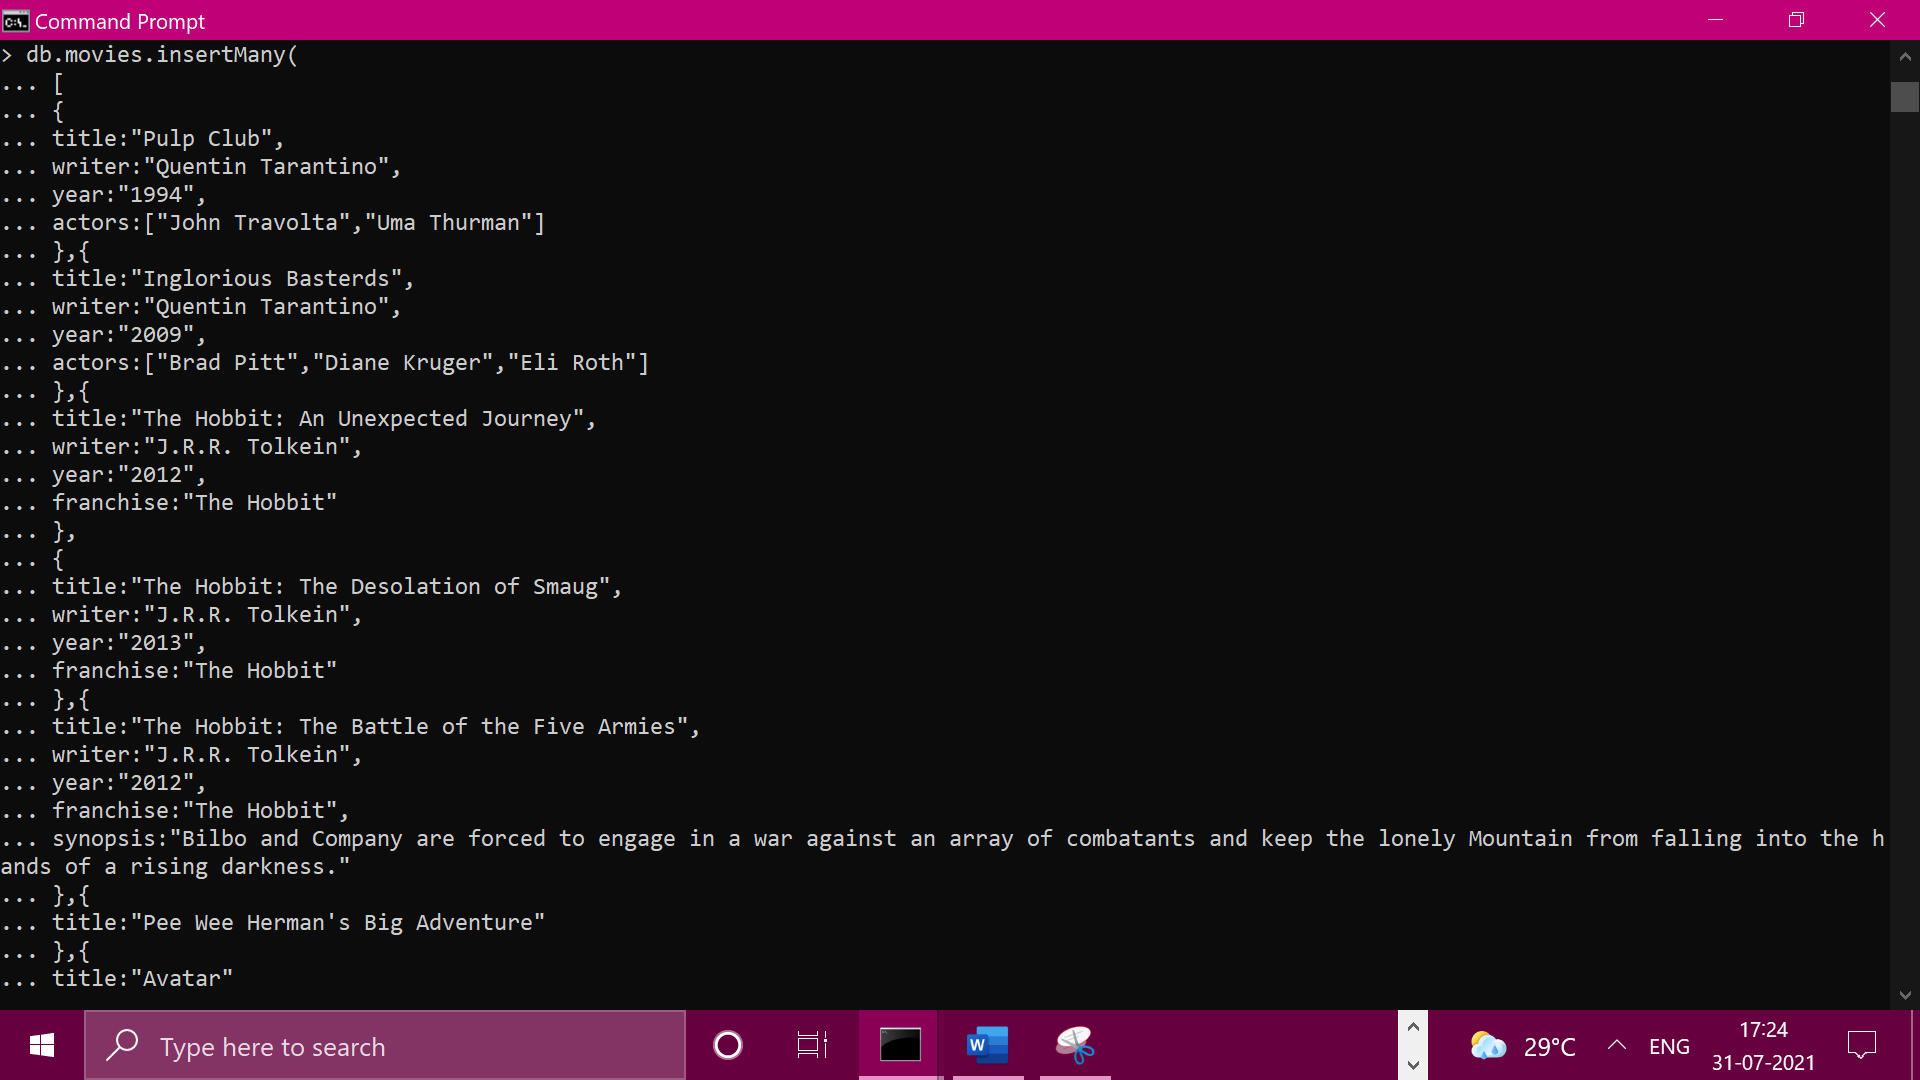 Command Prompt
> db.movies.insertMany(
... [
... {
... title:"Pulp Club",
... writer:"Quentin Tarantino",
... year:"1994",
... actors:["John Travolta","Uma Thurman"]
... },{
... title:"Inglorious Basterds",
... writer:"Quentin Tarantino",
... year:"2009",
... actors:["Brad Pitt","Diane Kruger","Eli Roth"]
... },{
... title:"The Hobbit: An Unexpected Journey",
... writer:"J.R.R. Tolkein",
... year:"2012",
... franchise:"The Hobbit"
... },
... {
... title:"The Hobbit: The Desolation of Smaug",
... writer:"J.R.R. Tolkein",
... year:"2013",
... franchise:"The Hobbit"
... },{
... title:"The Hobbit: The Battle of the Five Armies",
... writer:"J.R.R. Tolkein",
... year:"2012",
... franchise:"The Hobbit",
... synopsis:"Bilbo and Company are forced to engage in a war against an array of combatants and keep the lonely Mountain from falling into the h
ands of a rising darkness."
... },{
... title:"Pee Wee Herman's Big Adventure"
... },{
... title:"Avatar"
Type here to search
W
29°C
ENG
17:24
31-07-2021